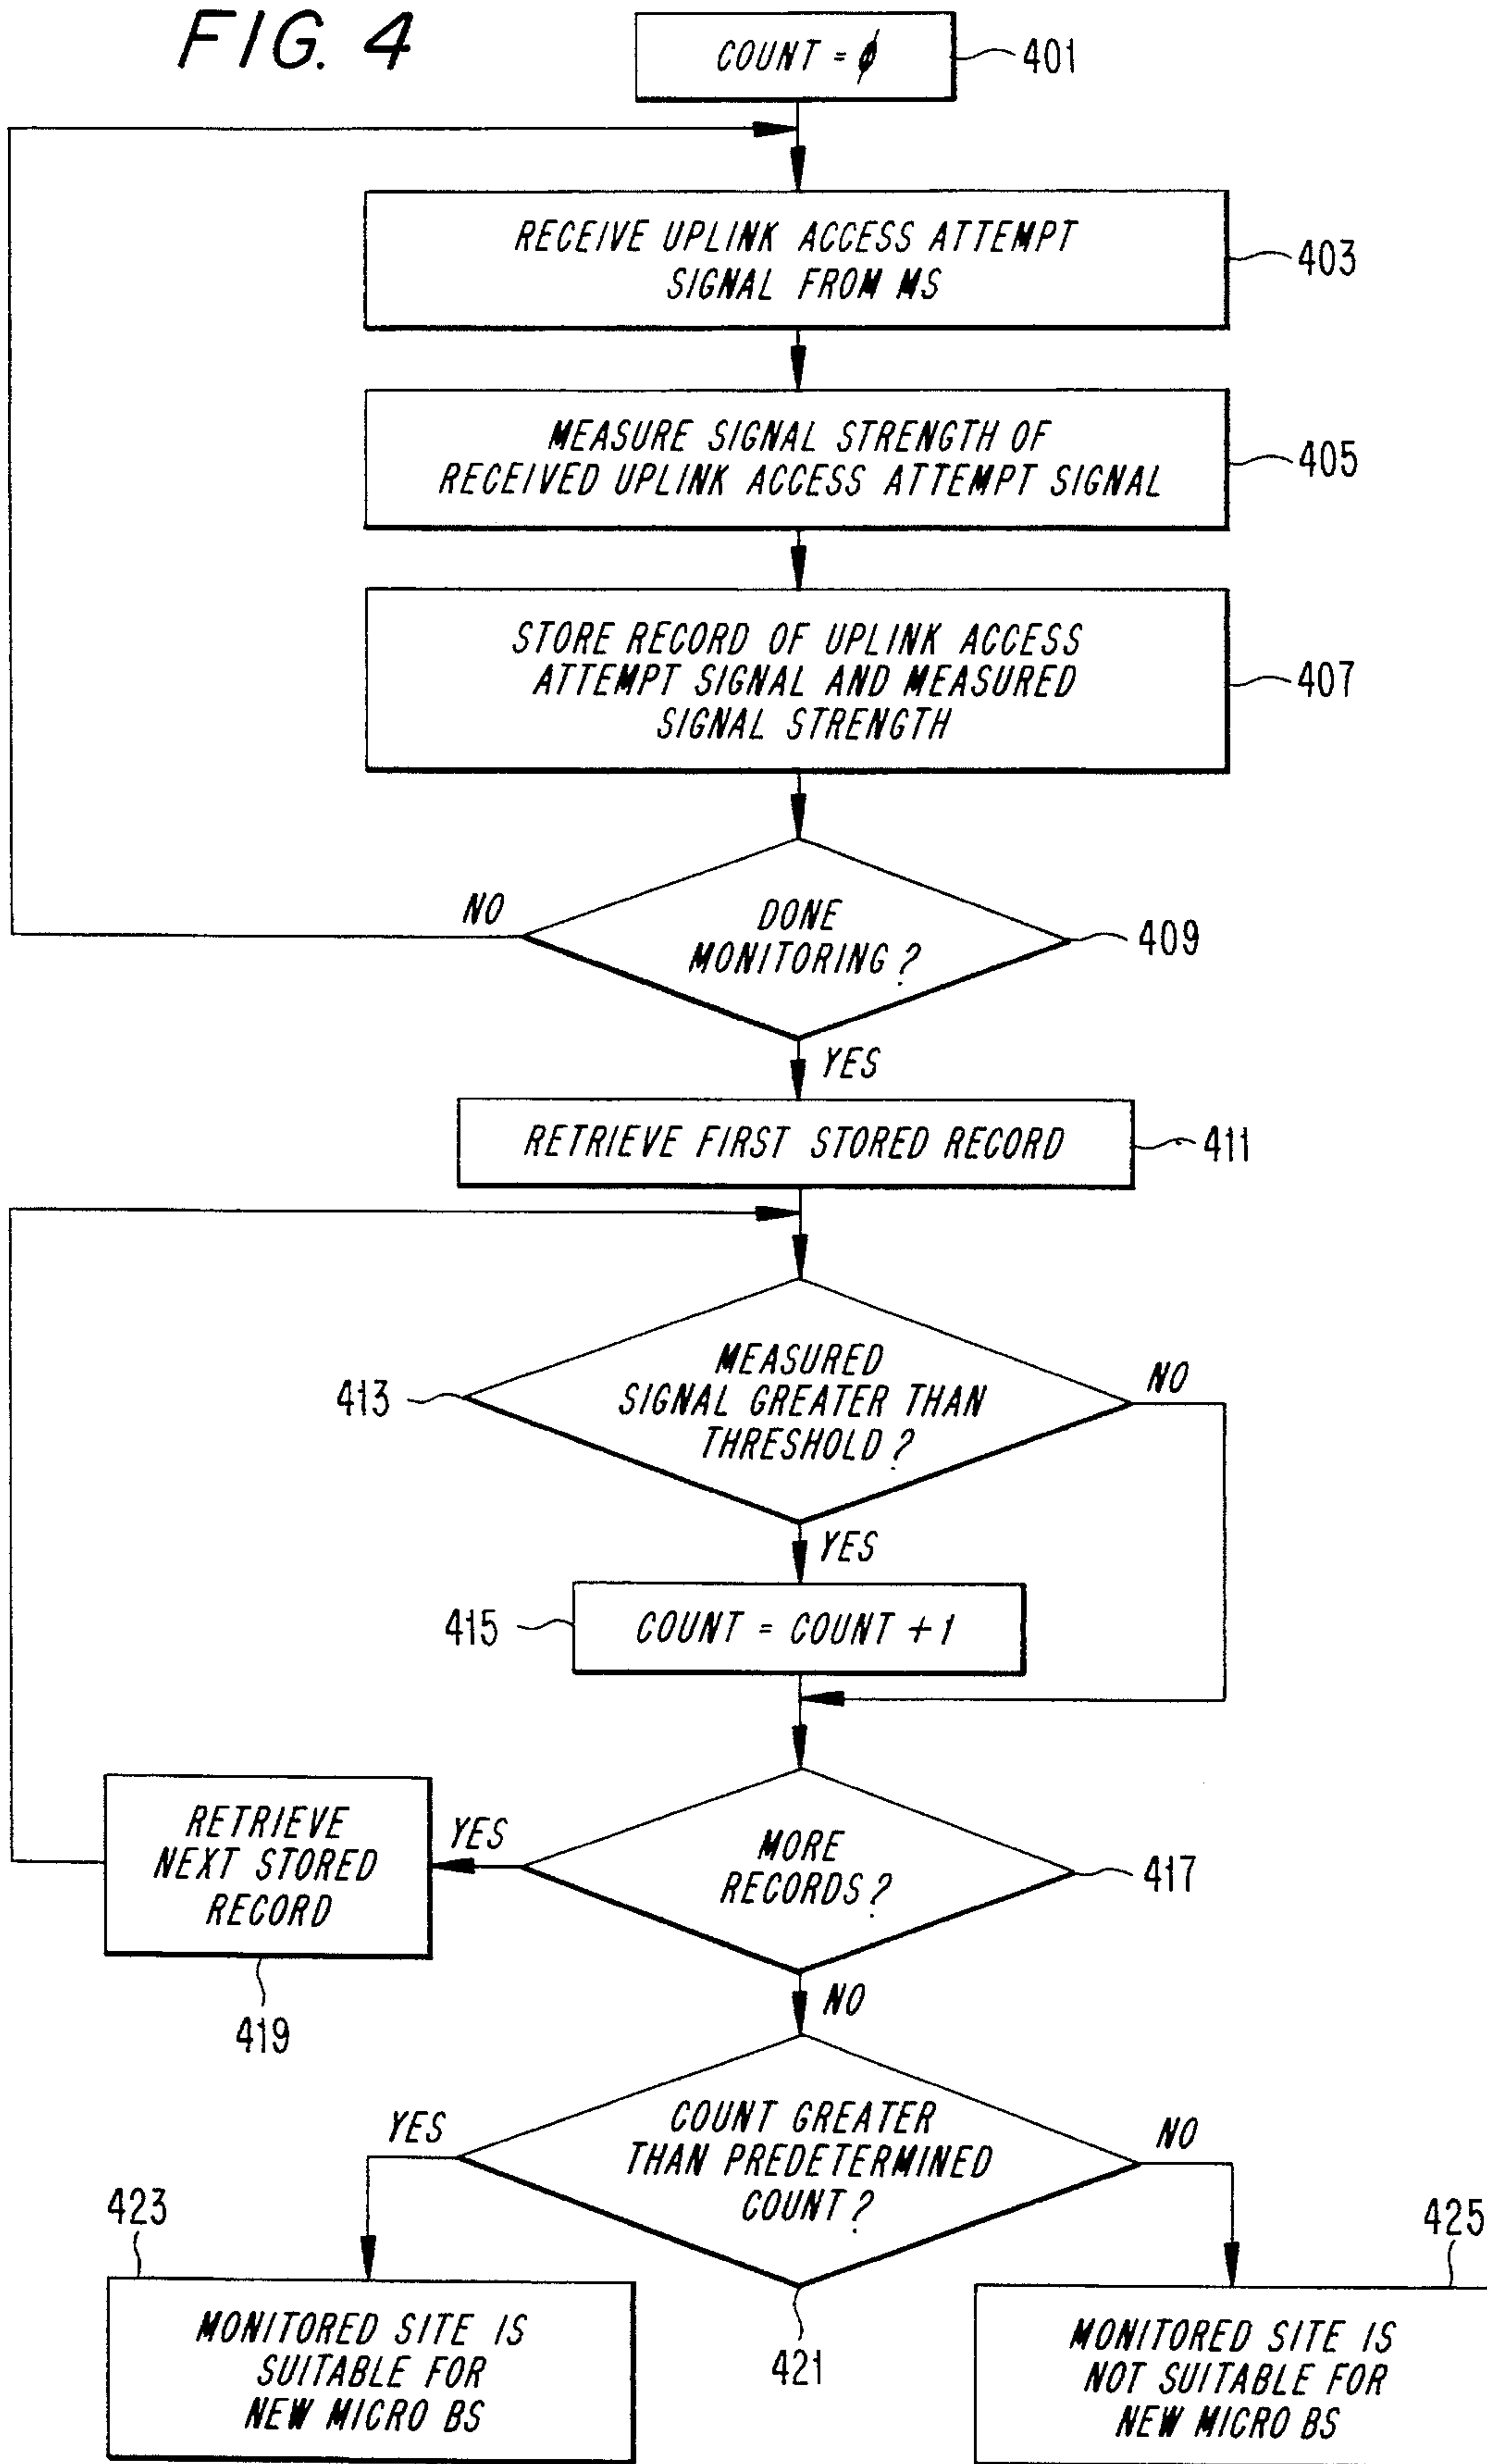 FIG. 4
COUNT = ϕ
401
RECEIVE UPLINK ACCESS ATTEMPT
SIGNAL FROM MS
403
MEASURE SIGNAL STRENGTH OF
RECEIVED UPLINK ACCESS ATTEMPT SIGNAL
405
STORE RECORD OF UPLINK ACCESS
ATTEMPT SIGNAL AND MEASURED
SIGNAL STRENGTH
407
NO
DONE
MONITORING?
409
YES
RETRIEVE FIRST STORED RECORD
411
413
MEASURED
SIGNAL GREATER THAN
THRESHOLD?
NO
YES
415
COUNT = COUNT +1
RETRIEVE
NEXT STORED
RECORD
YES
MORE
RECORDS?
417
419
NO
YES
COUNT GREATER
THAN PREDETERMINED
COUNT?
NO
423
425
421
MONITORED SITE IS
SUITABLE FOR
NEW MICRO BS
MONITORED SITE IS
NOT SUITABLE FOR
NEW MICRO BS